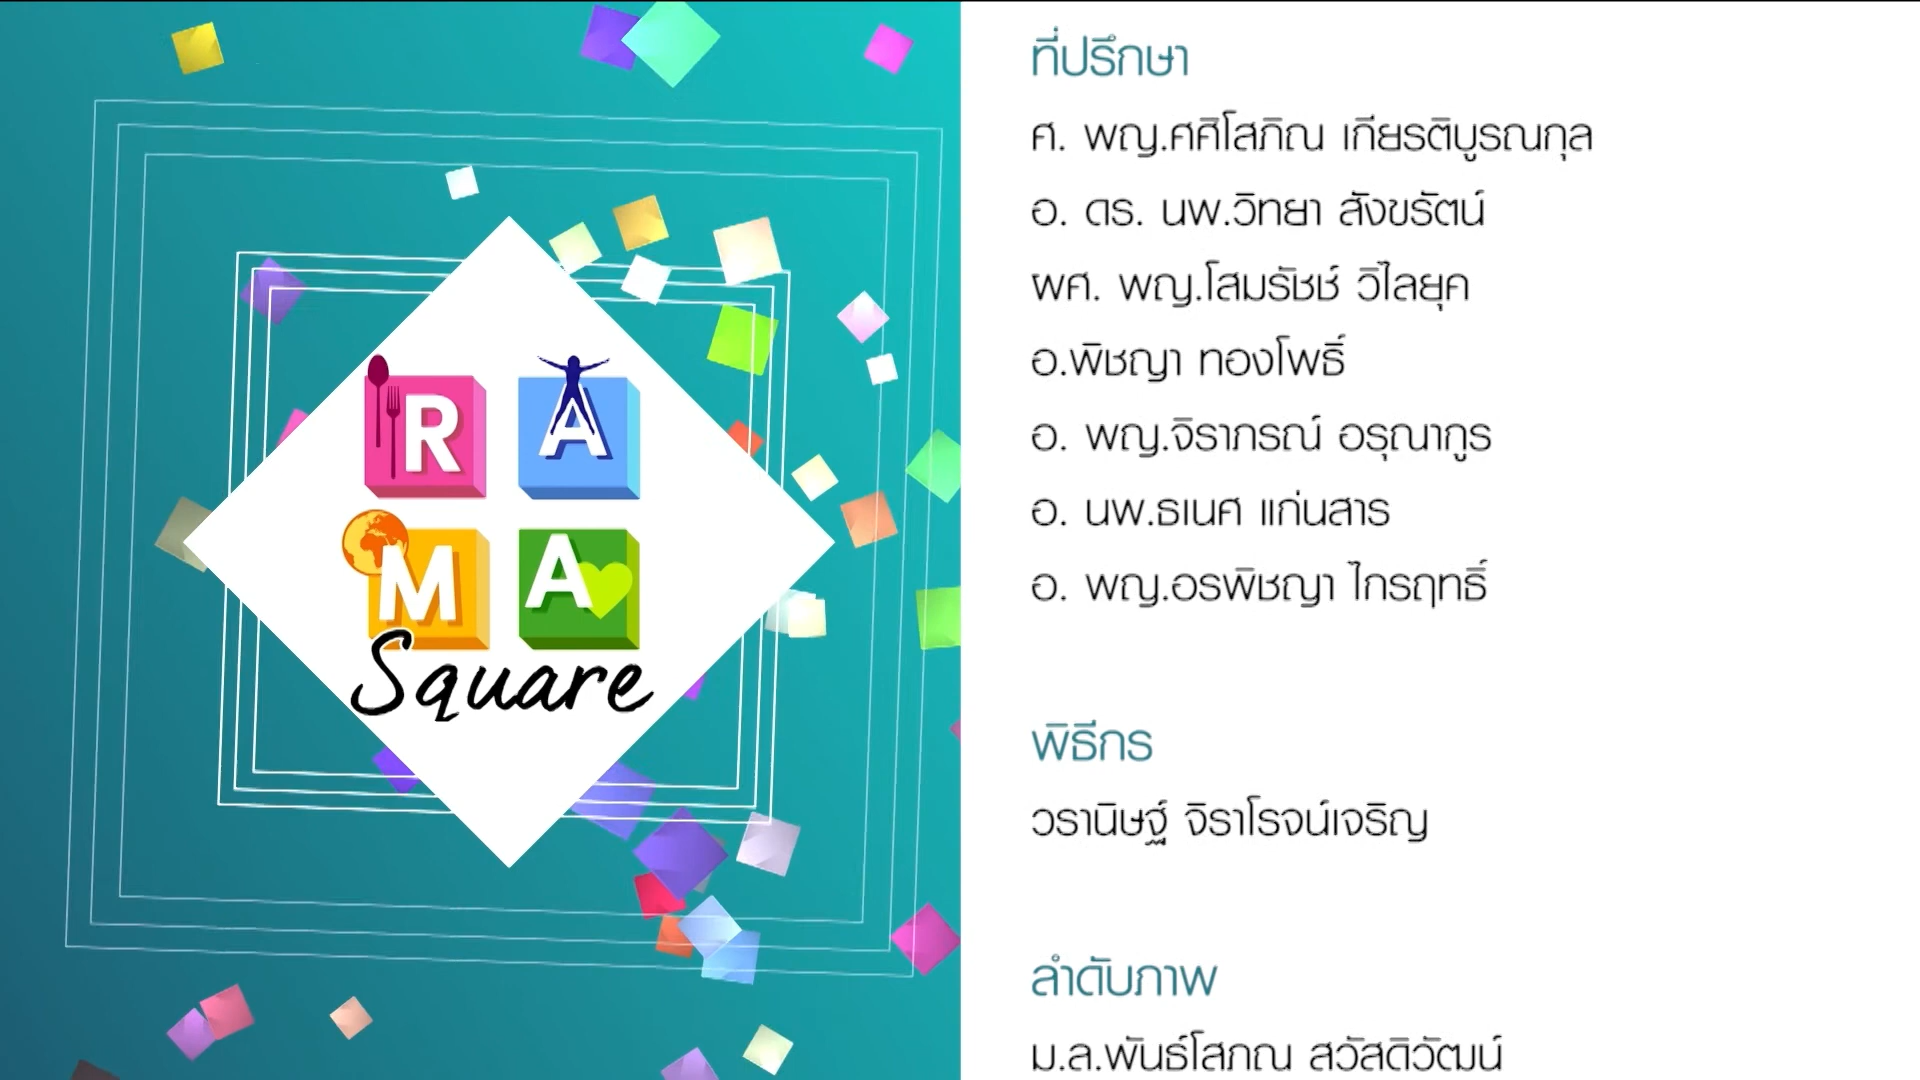 R A
M A
Square
ที่ปรึกษา
ศ. พญ.ศศิโสภิณ เกียรติบูรณกุล
อ. ดร. นพ.วิทยา สังขรัตน์
ผศ. พญ.โสมรัชช์ วิไลยุค
อ.พิชญา ทองโพธิ์
อ. พญ.จิราภรณ์ อรุณากูร
อ. นพ.ธเนศ แก่นสาร
อ. พญ.อรพิชญา ไกรฤทธิ์
พิธีกร
วรานิษฐ์ จิราโรจน์เจริญ
ลำดับภาพ
ม.ล.พันธ์โสภณ สวัสดิวัฒน์